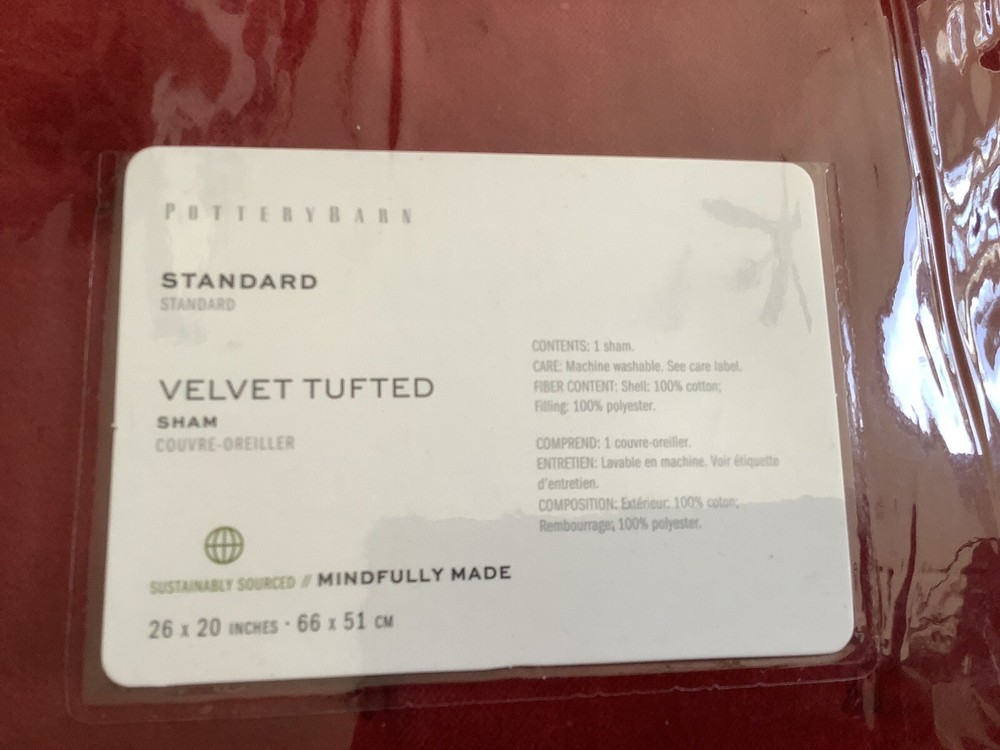 POTTERY BARN
STANDARD
STANDARD
VELVET TUFTED
SHAM
COUVRE-OREILLER
CONTENTS: 1 sham.
CARE: Machine washable. See care label.
FIBER CONTENT: Shell: 100% cotton;
Filling: 100% polyester.
COMPREND: 1 couvre-oreiller.
ENTRETIEN: Lavable en machine. Voir étiquette
d'entretien.
COMPOSITION: Extérieur: 100% coton;
Rembourrage: 100% polyester.
SUSTAINABLY SOURCED // MINDFULLY MADE
26 x 20 INCHES · 66 x 51 CM